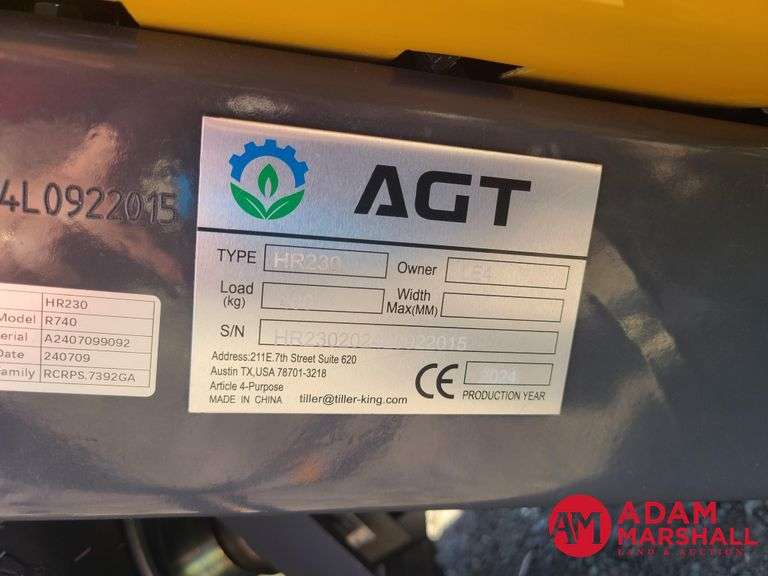 4L0922015
HR230
Model R740
erial A2407099092
Date 240709
amily RCRPS.7392GA
AGT
TYPE HR230 Owner
Load (kg) Width Max(MM)
S/N
Address:211E.7th Street Suite 620
Austin TX,USA 78701-3218
Article 4-Purpose
MADE IN CHINA tiller@tiller-king.com
CE 2024
PRODUCTION YEAR
AM ADAM
MARSHALL
LAND & AUCTION